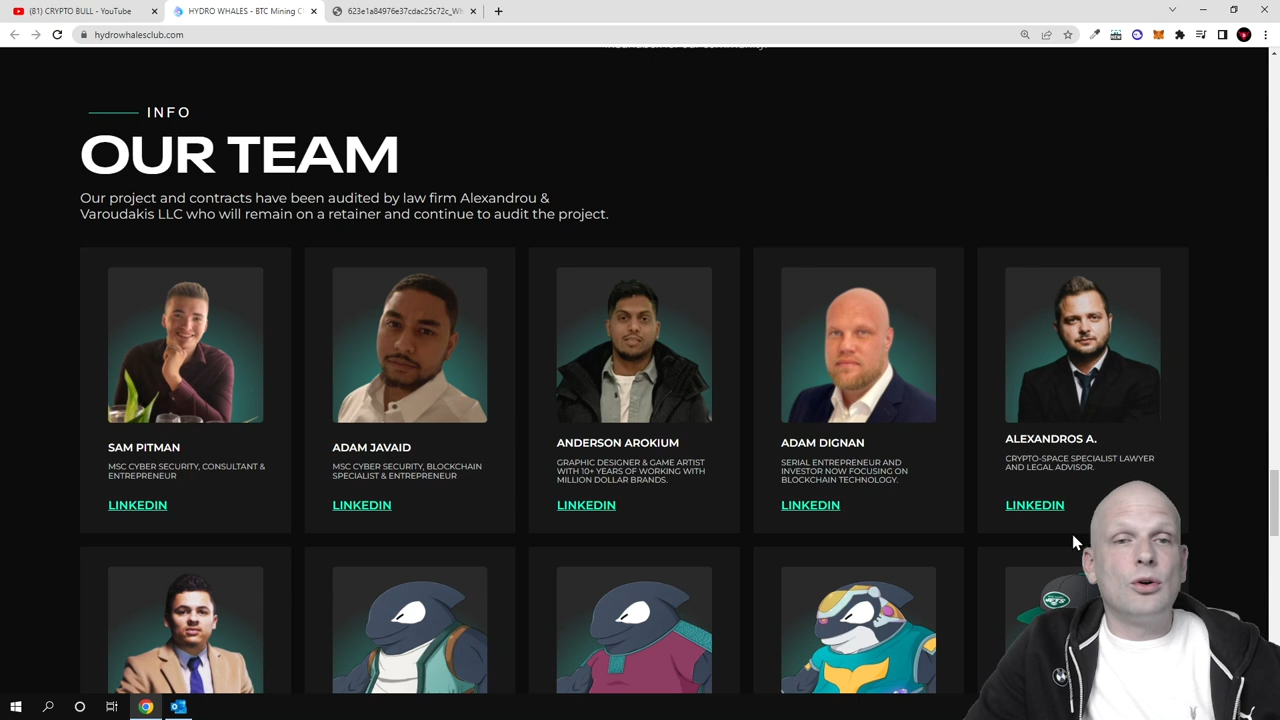 (81) CRYPTO BULL - YouTube
HYDRO WHALES - BTC Mining C
623e1a84976e37cdac25c72c_Wh
hydrowhalesclub.com
INFO
OUR TEAM
Our project and contracts have been audited by law firm Alexandrou &
Varoudakis LLC who will remain on a retainer and continue to audit the project.
SAM PITMAN
MSC CYBER SECURITY, CONSULTANT &
ENTREPRENEUR
LINKEDIN
ADAM JAVAID
MSC CYBER SECURITY, BLOCKCHAIN
SPECIALIST & ENTREPRENEUR
LINKEDIN
ANDERSON AROKIUM
GRAPHIC DESIGNER & GAME ARTIST
WITH 10+ YEARS OF WORKING WITH
MILLION DOLLAR BRANDS.
LINKEDIN
ADAM DIGNAN
SERIAL ENTREPRENEUR AND
INVESTOR NOW FOCUSING ON
BLOCKCHAIN TECHNOLOGY.
LINKEDIN
ALEXANDROS A.
CRYPTO-SPACE SPECIALIST LAWYER
AND LEGAL ADVISOR.
LINKEDIN